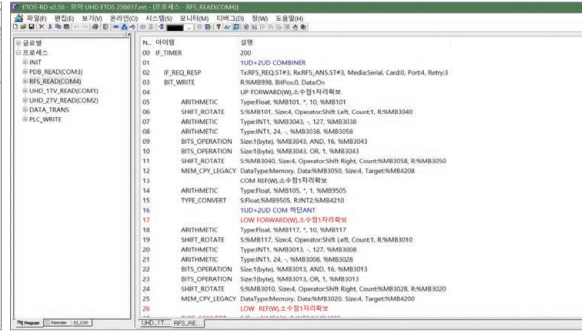 ETOS-RD v2.50 - 모악 UHD ETOS 250617.ert - [프로세스 - RFS_READ(COM4)]
파일(F) 편집(E) 보기(V) 온라인(O) 시스템(S) 모니터(M) 디버그(D) 창(W) 도움말(H)
글로벌
프로세스
INIT
PDB_READ(COM3)
RFS_READ(COM4)
UHD_1TV_READ(COM1)
UHD_2TV_READ(COM2)
DATA_TRANS
PLC_WRITE
N... 아이템 설명
00 IF_TIMER 200
01 1UD+2UD COMBINER
02 IF_REQ_RESP Tx:RFS_REQ.ST#3, Rx:RFS_ANS.ST#3, Media:Serial, Card:0, Port:4, Retry:3
03 BIT_WRITE R:%MB998, BitPos:0, Data:On
04 UP FORWARD(W),소수점1자리확보
05 ARITHMETIC Type:Float, %MB101, *, 10, %MB101
06 SHIFT_ROTATE S:%MB101, Size:4, Operator:Shift Left, Count:1, R:%MB3040
07 ARITHMETIC Type:INT1, %MB3043, -, 127, %MB3038
08 ARITHMETIC Type:INT1, 24, -, %MB3038, %MB3058
09 BITS_OPERATION Size:1(byte), %MB3043, AND, 16, %MB3043
10 BITS_OPERATION Size:1(byte), %MB3043, OR, 1, %MB3043
11 SHIFT_ROTATE S:%MB3040, Size:4, Operator:Shift Right, Count:%MB3058, R:%MB3050
12 MEM_CPY_LEGACY DataType:Memory, Data:%MB3050, Size:4, Target:%MB4208
13 COM REF(W),소수점1자리확보
14 ARITHMETIC Type:Float, %MB105, *, 1, %MB9505
15 TYPE_CONVERT S:Float,%MB9505, R:INT2,%MB4210
16 1UD+2UD COM 하단ANT
17 LOW FORWARD(W),소수점1자리확보
18 ARITHMETIC Type:Float, %MB117, *, 10, %MB117
19 SHIFT_ROTATE S:%MB117, Size:4, Operator:Shift Left, Count:1, R:%MB3010
20 ARITHMETIC Type:INT1, %MB3013, -, 127, %MB3008
21 ARITHMETIC Type:INT1, 24, -, %MB3008, %MB3028
22 BITS_OPERATION Size:1(byte), %MB3013, AND, 16, %MB3013
23 BITS_OPERATION Size:1(byte), %MB3013, OR, 1, %MB3013
24 SHIFT_ROTATE S:%MB3010, Size:4, Operator:Shift Right, Count:%MB3028, R:%MB3020
25 MEM_CPY_LEGACY DataType:Memory, Data:%MB3020, Size:4, Target:%MB4200
26 LOW REF(W),소수점1자리확보
Program Parmeter
UHD_1T... RFS_RE...